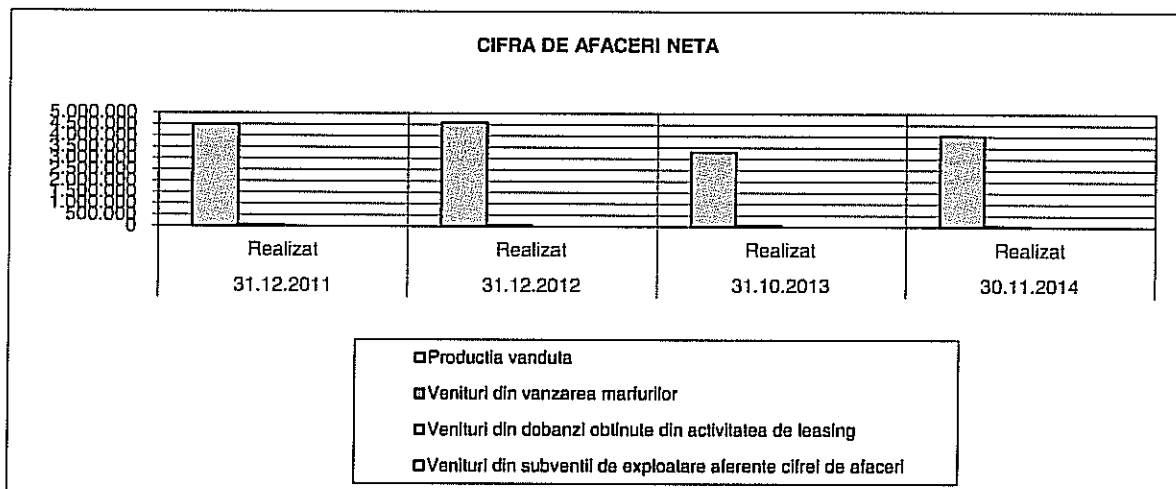 CIFRA DE AFACERI NETA
5.000.000
4.500.000
4.000.000
3.500.000
3.000.000
2.500.000
2.000.000
1.500.000
1.000.000
500.000
0
Realizat Realizat Realizat Realizat
31.12.2011 31.12.2012 31.10.2013 30.11.2014
Productia vanduta
Venituri din vanzarea marfurilor
Venituri din dobanzi obtinute din activitatea de leasing
Venituri din subventii de exploatare aferente cifrei de afaceri